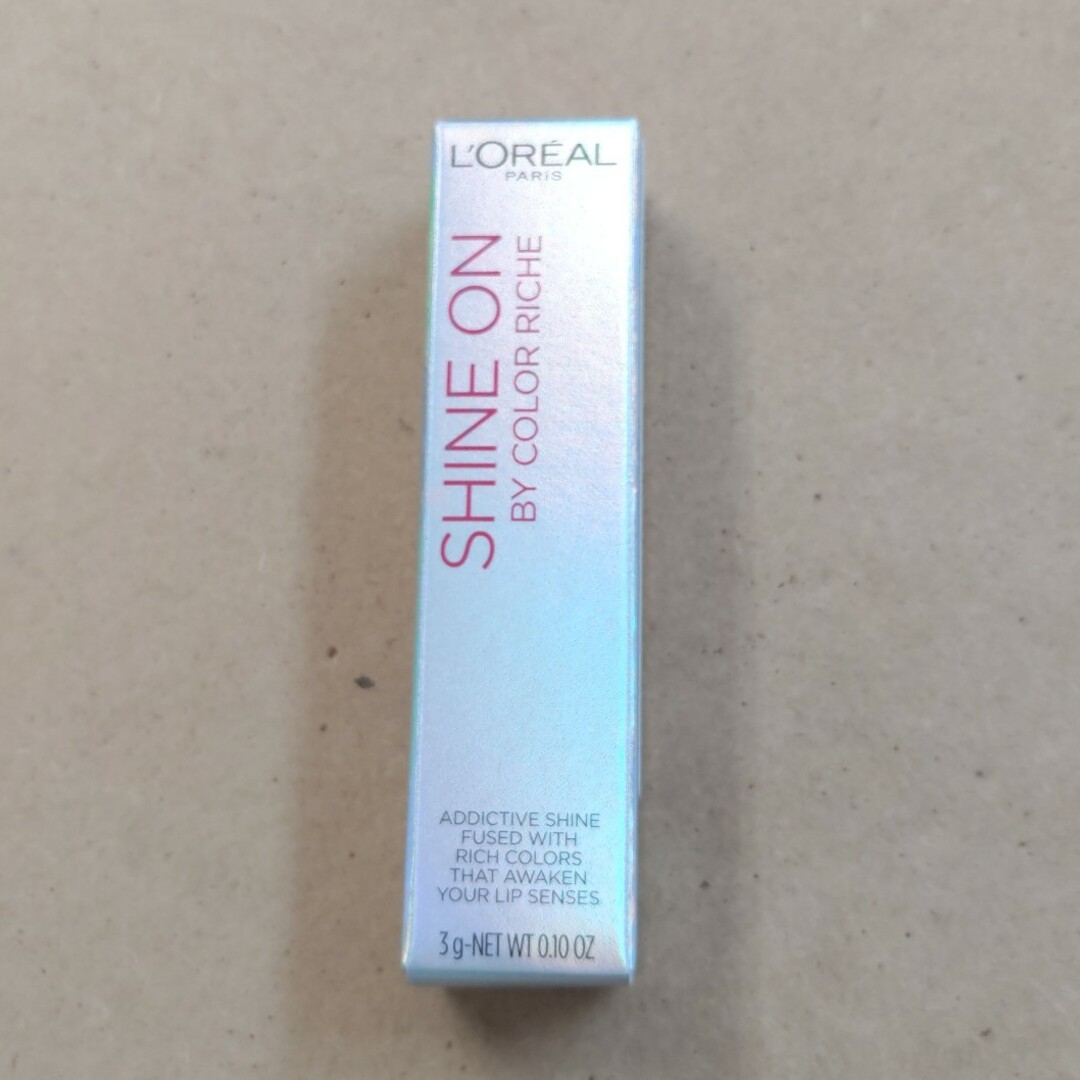 L'ORÉAL
PARIS
SHINE ON
BY COLOR RICHE
ADDICTIVE SHINE
FUSED WITH
RICH COLORS
THAT AWAKEN
YOUR LIP SENSES
3 g-NET WT 0.10 OZ